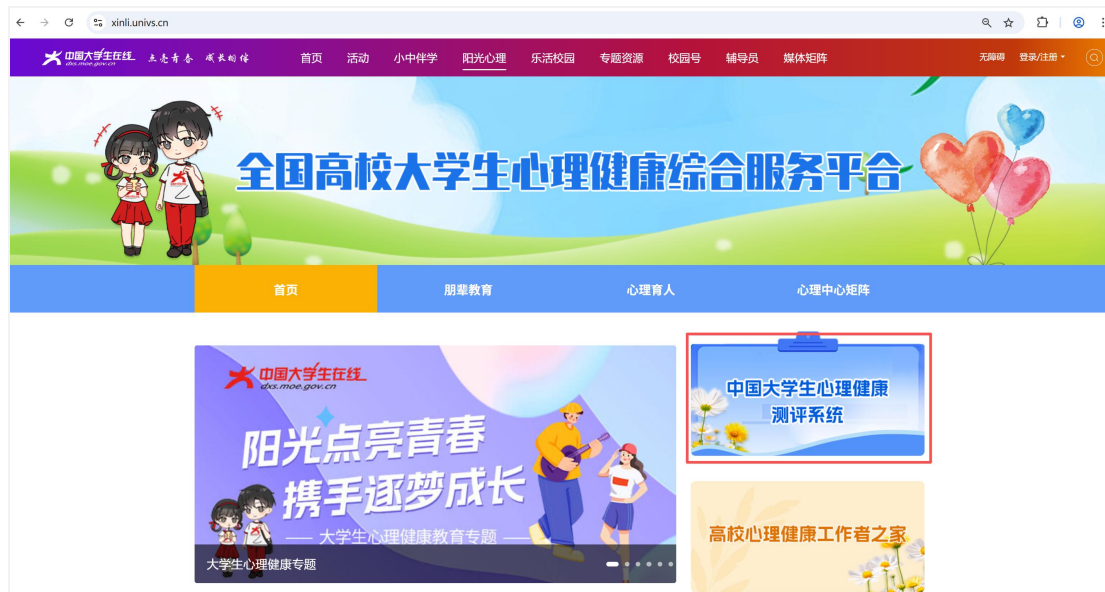 xinli.univs.cn
中国大学生在线
dxs.moe.gov.cn
点亮青春 成长相伴
首页 活动 小中伴学 阳光心理 乐活校园 专题资源 校园号 辅导员 媒体矩阵
无障碍 登录/注册
全国高校大学生心理健康综合服务平台
首页 朋辈教育 心理育人 心理中心矩阵
中国大学生在线
dxs.moe.gov.cn
阳光点亮青春
携手逐梦成长
大学生心理健康教育专题
大学生心理健康专题
中国大学生心理健康
测评系统
高校心理健康工作者之家